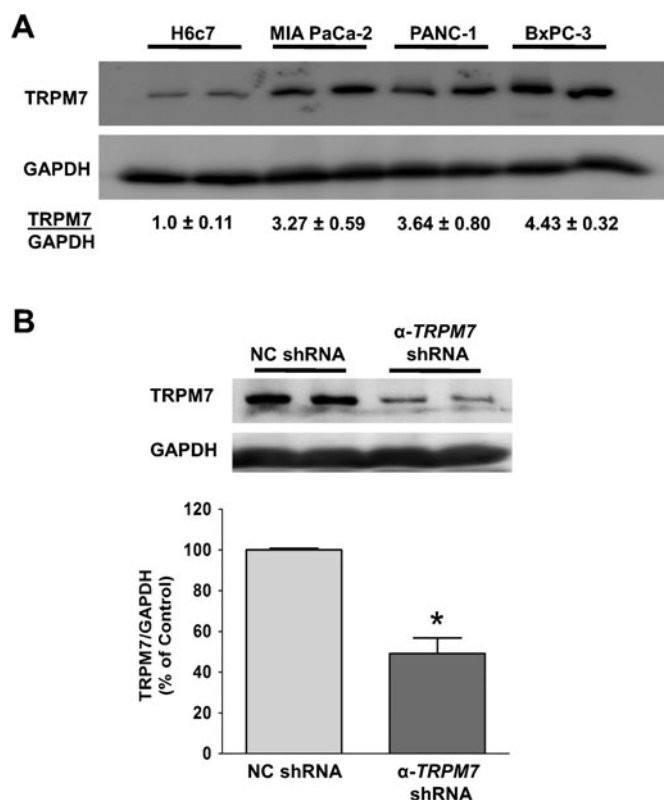 A
H6c7 MIA PaCa-2 PANC-1 BxPC-3
TRPM7
GAPDH
TRPM7
GAPDH
1.0 ± 0.11 3.27 ± 0.59 3.64 ± 0.80 4.43 ± 0.32
B
NC shRNA α-TRPM7
shRNA
TRPM7
GAPDH
TRPM7/GAPDH
(% of Control)
120
100
80
60
40
20
0
*
NC shRNA α-TRPM7
shRNA